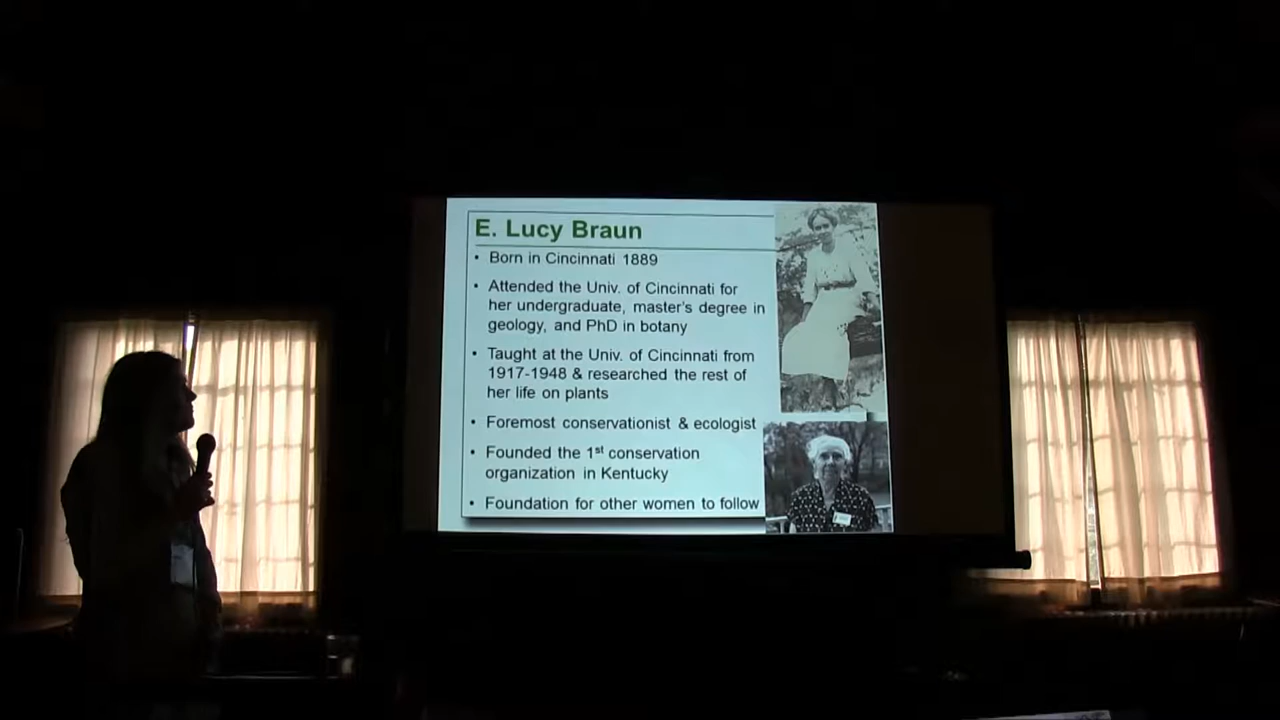 E. Lucy Braun
• Born in Cincinnati 1889
• Attended the Univ. of Cincinnati for
her undergraduate, master's degree in
geology, and PhD in botany
• Taught at the Univ. of Cincinnati from
1917-1948 & researched the rest of
her life on plants
• Foremost conservationist & ecologist
• Founded the 1st conservation
organization in Kentucky
• Foundation for other women to follow